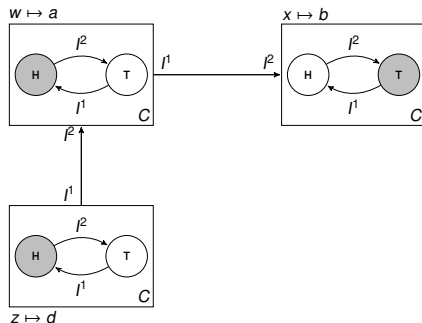 w ↦ a
x ↦ b
I² I¹ I² I²
H T H T
I¹ I¹
C C
I²
I¹
I²
H T
I¹
C
z ↦ d